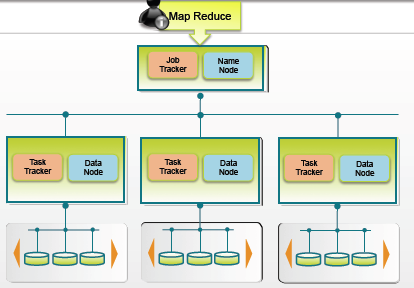 Map Reduce
Job
Tracker
Name
Node
Task
Tracker
Data
Node
Task
Tracker
Data
Node
Task
Tracker
Data
Node